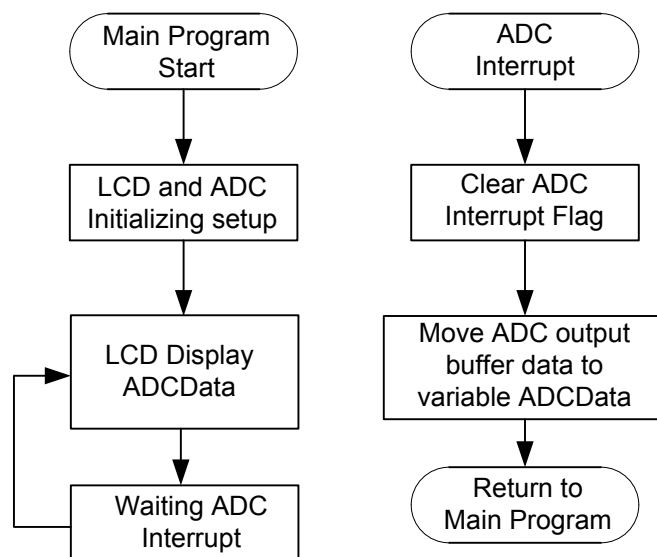 Main Program
Start
LCD and ADC
Initializing setup
LCD Display
ADCData
Waiting ADC
Interrupt
ADC
Interrupt
Clear ADC
Interrupt Flag
Move ADC output
buffer data to
variable ADCData
Return to
Main Program